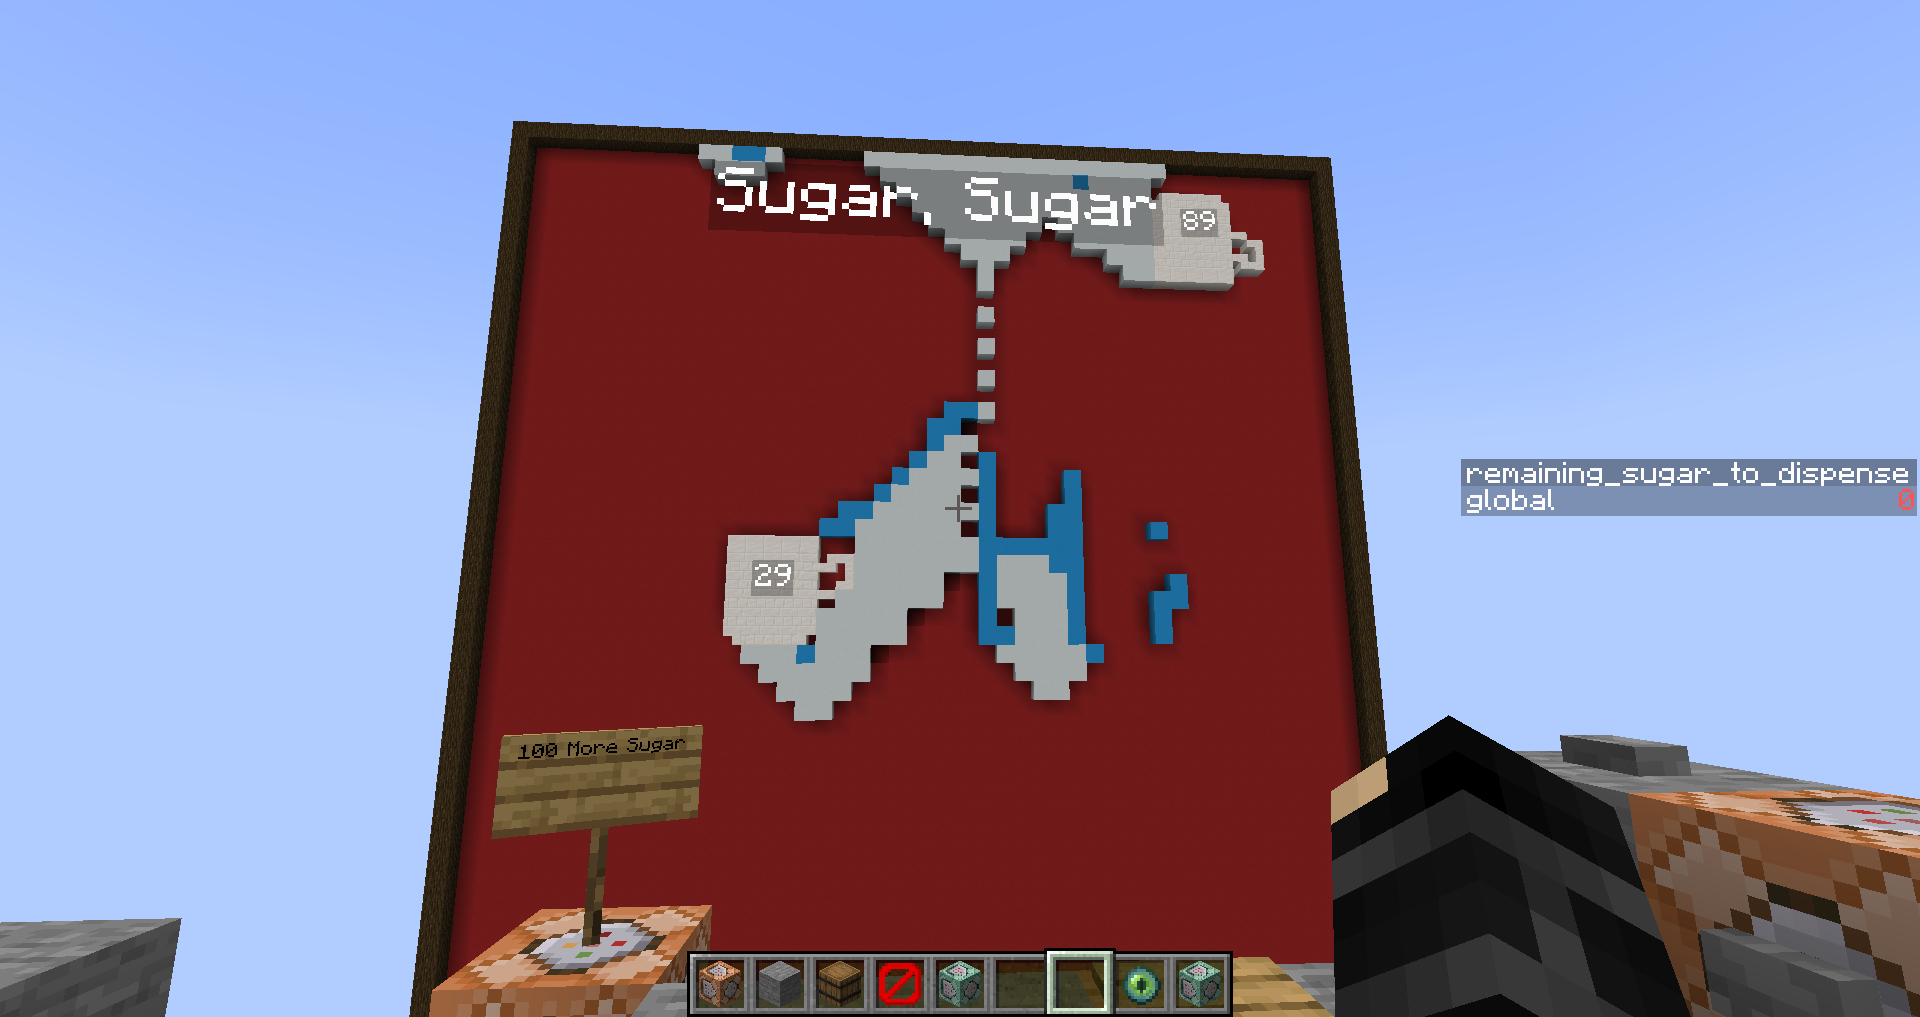 Sugar, Sugar
89
remaining_sugar_to_dispense
global 0
29
100 More Sugar